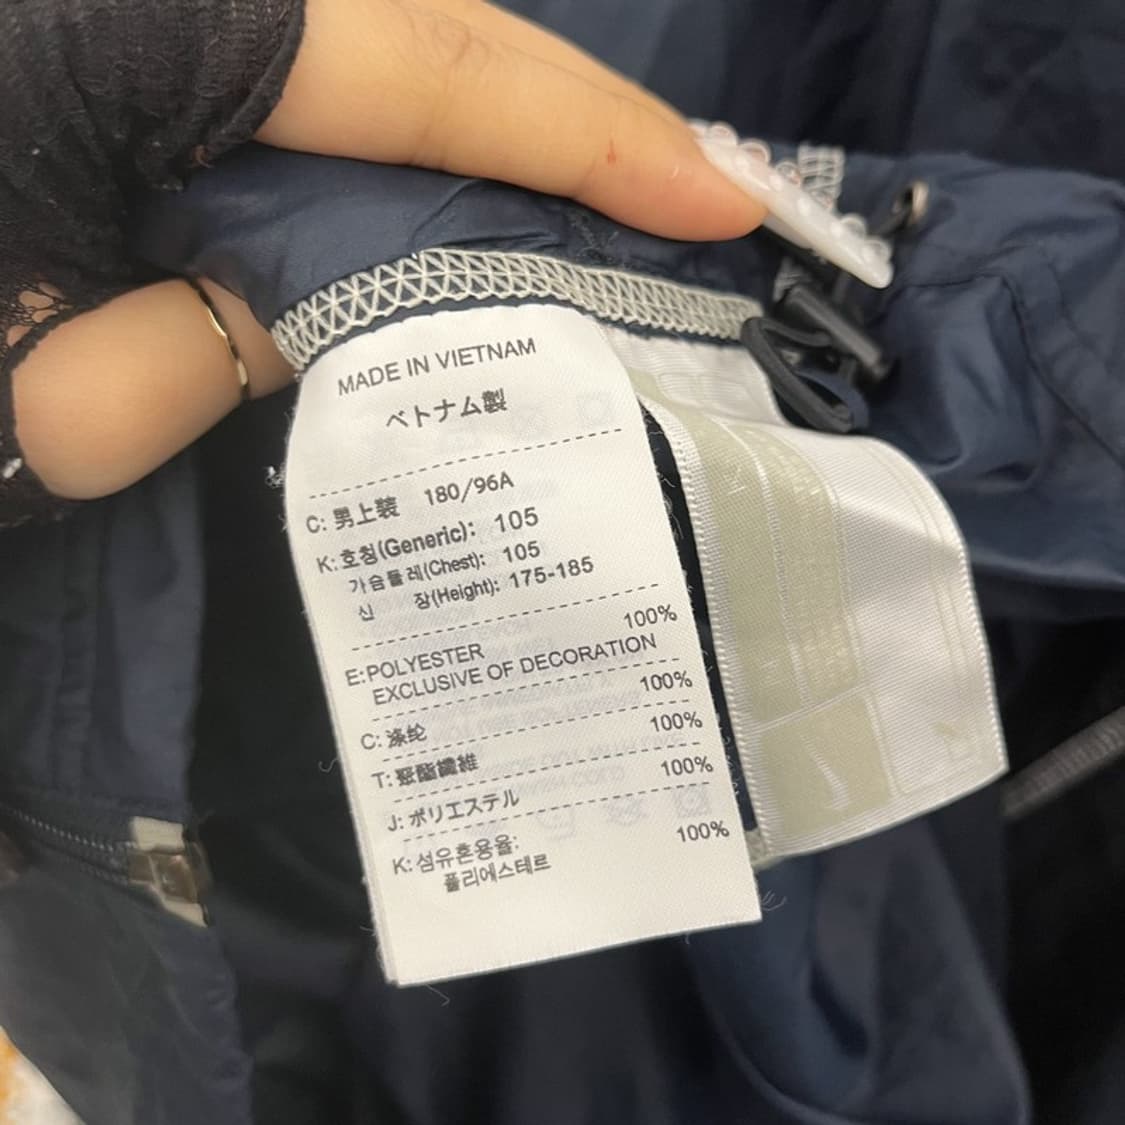 MADE IN VIETNAM
ベトナム製
C: 男上装 180/96A
K: 호칭(Generic): 105
가슴둘레(Chest): 105
신 장(Height): 175-185
100%
E:POLYESTER
EXCLUSIVE OF DECORATION
100%
C: 涤纶
100%
T: 聚酯纖維
100%
J: ポリエステル
100%
K: 섬유혼용율:
폴리에스테르